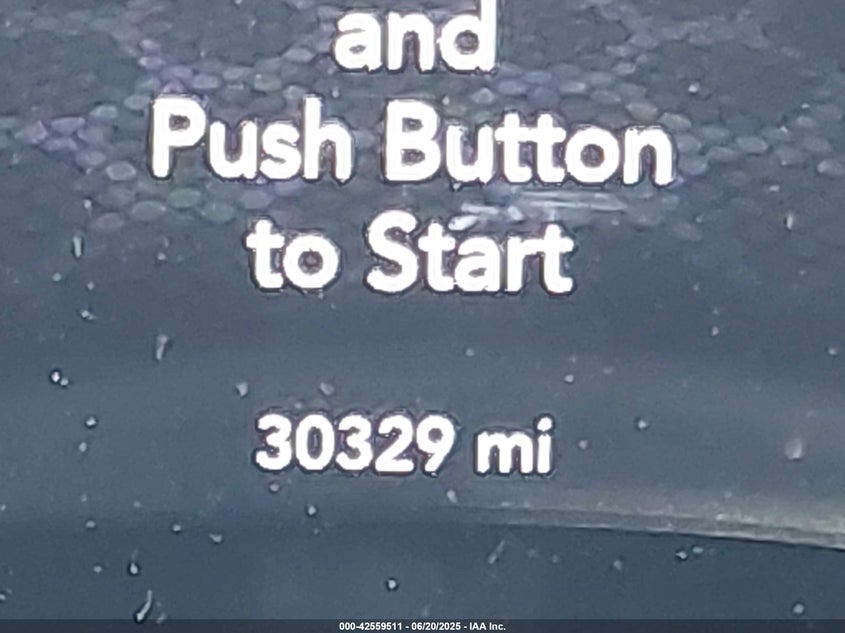 and
Push Button
to Start
30329 mi
000-42559511 - 06/20/2025 - IAA Inc.